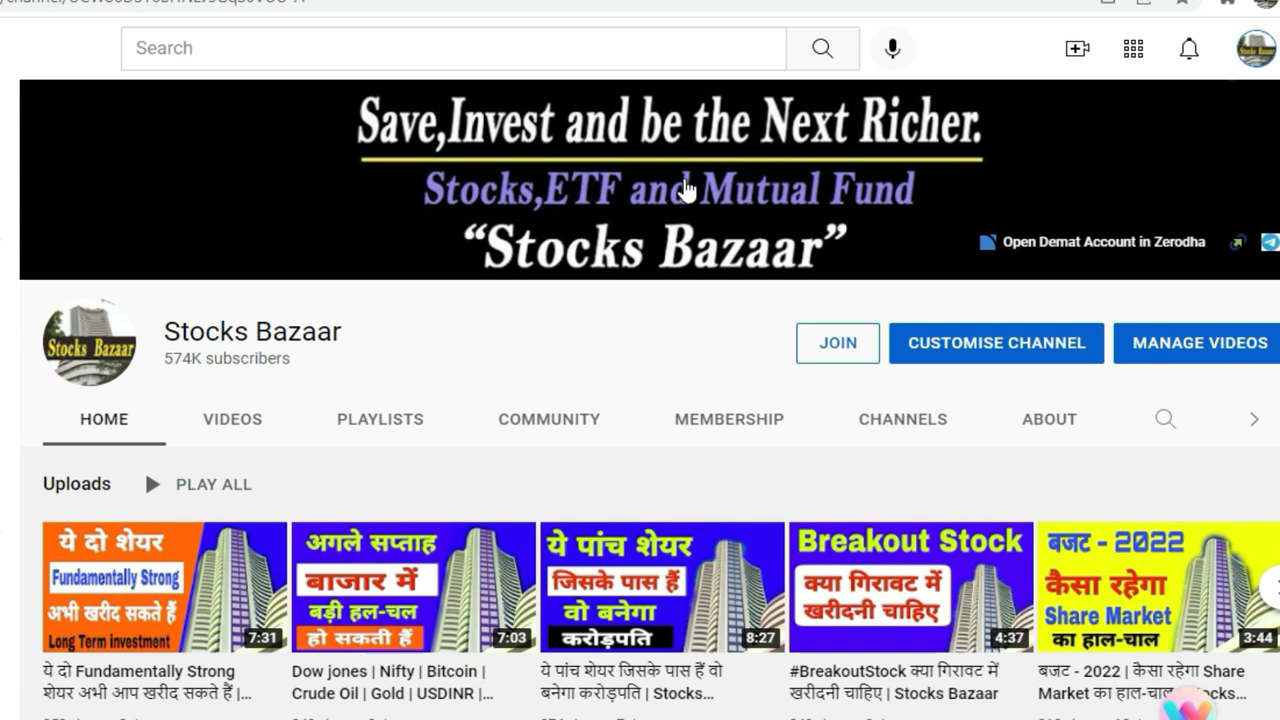 Search
Save,Invest and be the Next Richer.
Stocks,ETF and Mutual Fund
“Stocks Bazaar”
Open Demat Account in Zerodha
Stocks Bazaar
Stocks Bazaar
574K subscribers
JOIN
CUSTOMISE CHANNEL
MANAGE VIDEOS
HOME VIDEOS PLAYLISTS COMMUNITY MEMBERSHIP CHANNELS ABOUT
Uploads PLAY ALL
ये दो शेयर
Fundamentally Strong
अभी खरीद सकते हैं
Long Term investment
7:31
अगले सप्ताह
बाजार में
बड़ी हल-चल
हो सकती हैं
7:03
ये पांच शेयर
जिसके पास हैं
वो बनेगा
करोड़पति
8:27
Breakout Stock
क्या गिरावट में
खरीदनी चाहिए
4:37
बजट - 2022
कैसा रहेगा
Share Market
का हाल-चाल
3:44
ये दो Fundamentally Strong
शेयर अभी आप खरीद सकते हैं |...
Dow jones | Nifty | Bitcoin |
Crude Oil | Gold | USDINR |...
ये पांच शेयर जिसके पास हैं वो
बनेगा करोड़पति | Stocks...
#BreakoutStock क्या गिरावट में
खरीदनी चाहिए | Stocks Bazaar
बजट - 2022 | कैसा रहेगा Share
Market का हाल-चाल